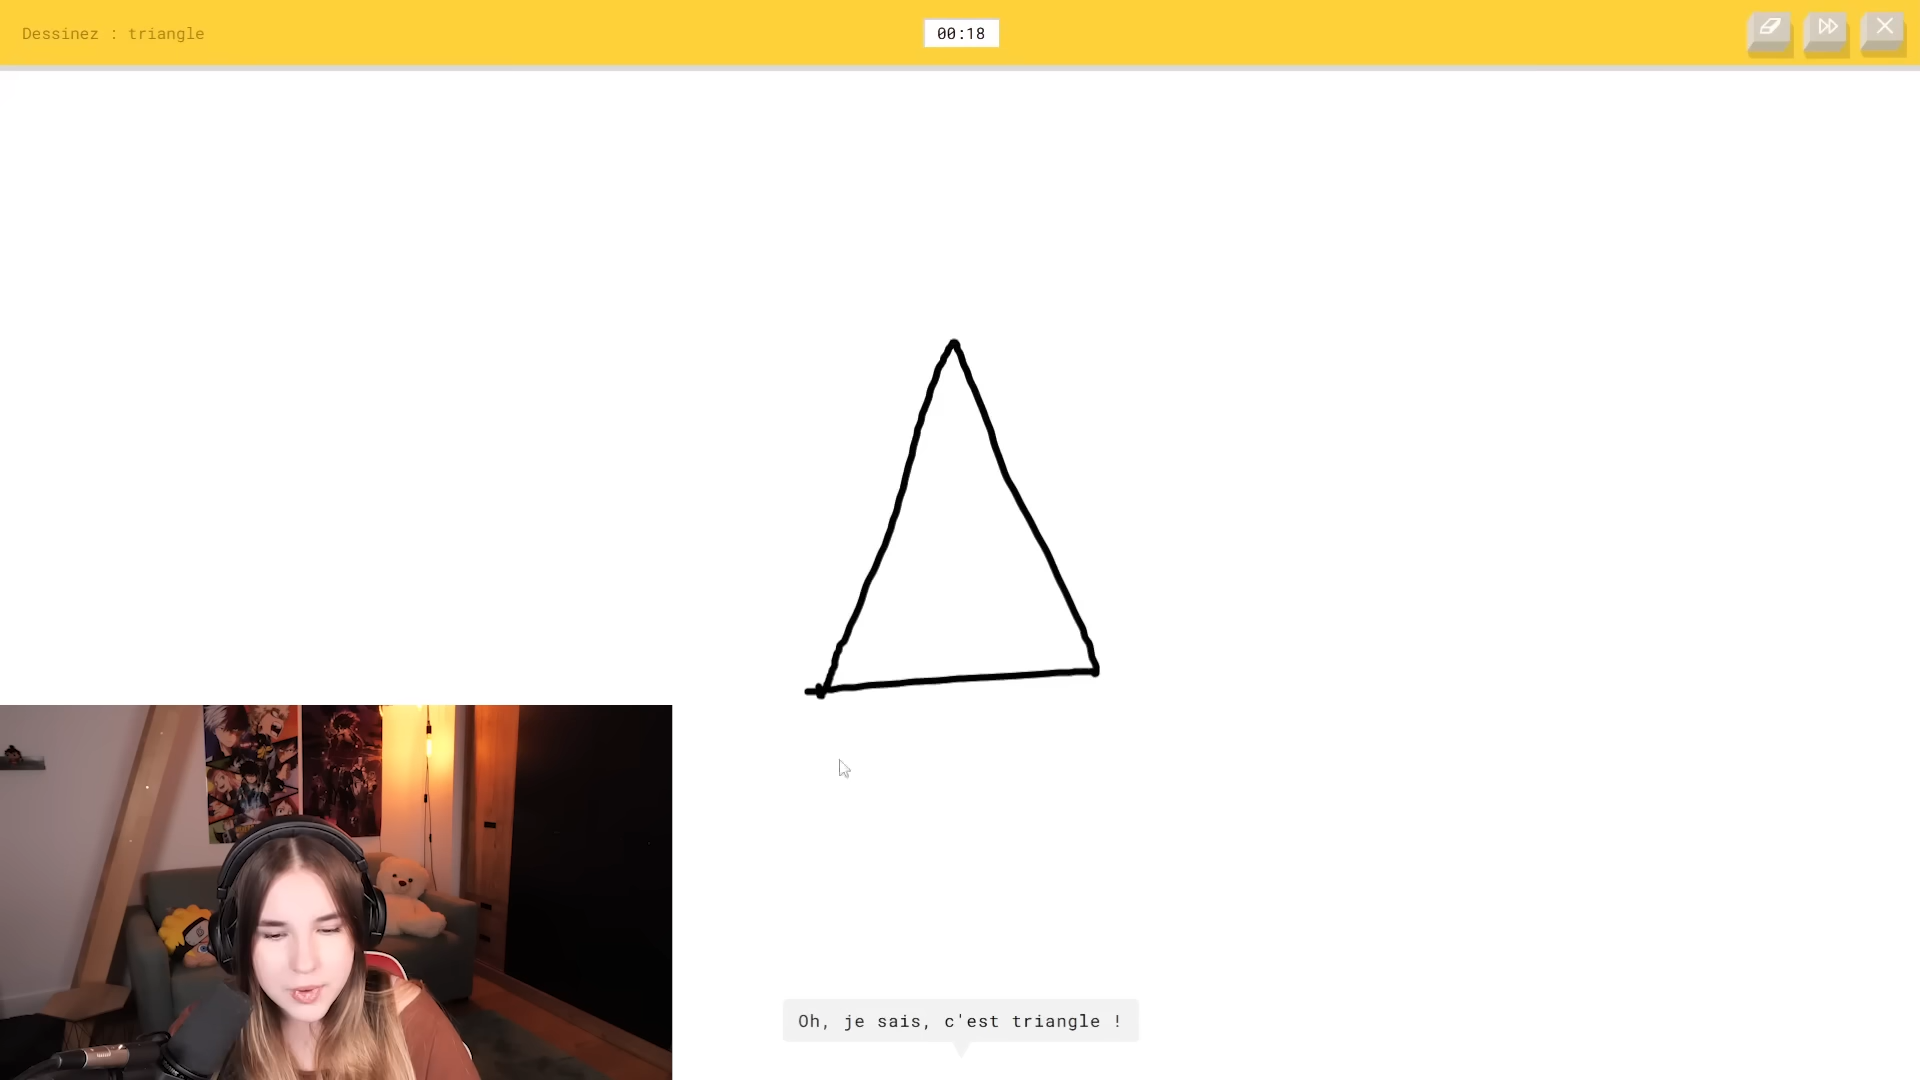 Dessinez : triangle
00:18
Oh, je sais, c'est triangle !